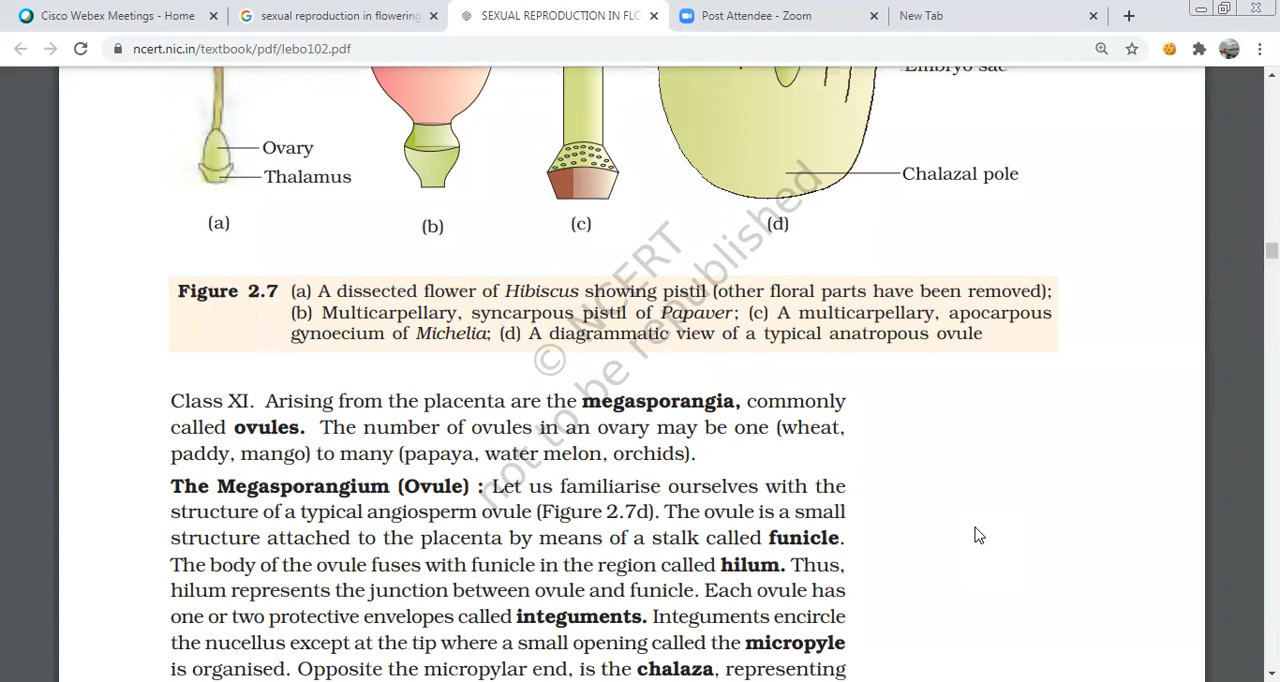 Cisco Webex Meetings - Home
sexual reproduction in flowering
SEXUAL REPRODUCTION IN FLO
Post Attendee - Zoom
New Tab
ncert.nic.in/textbook/pdf/lebo102.pdf
Embryo sac
Ovary
Thalamus
Chalazal pole
(a)
(b)
(c)
(d)
© NCERT
not to be republished
Figure 2.7 (a) A dissected flower of Hibiscus showing pistil (other floral parts have been removed);
(b) Multicarpellary, syncarpous pistil of Papaver; (c) A multicarpellary, apocarpous
gynoecium of Michelia; (d) A diagrammatic view of a typical anatropous ovule
Class XI. Arising from the placenta are the megasporangia, commonly
called ovules. The number of ovules in an ovary may be one (wheat,
paddy, mango) to many (papaya, water melon, orchids).
The Megasporangium (Ovule) : Let us familiarise ourselves with the
structure of a typical angiosperm ovule (Figure 2.7d). The ovule is a small
structure attached to the placenta by means of a stalk called funicle.
The body of the ovule fuses with funicle in the region called hilum. Thus,
hilum represents the junction between ovule and funicle. Each ovule has
one or two protective envelopes called integuments. Integuments encircle
the nucellus except at the tip where a small opening called the micropyle
is organised. Opposite the micropylar end, is the chalaza, representing